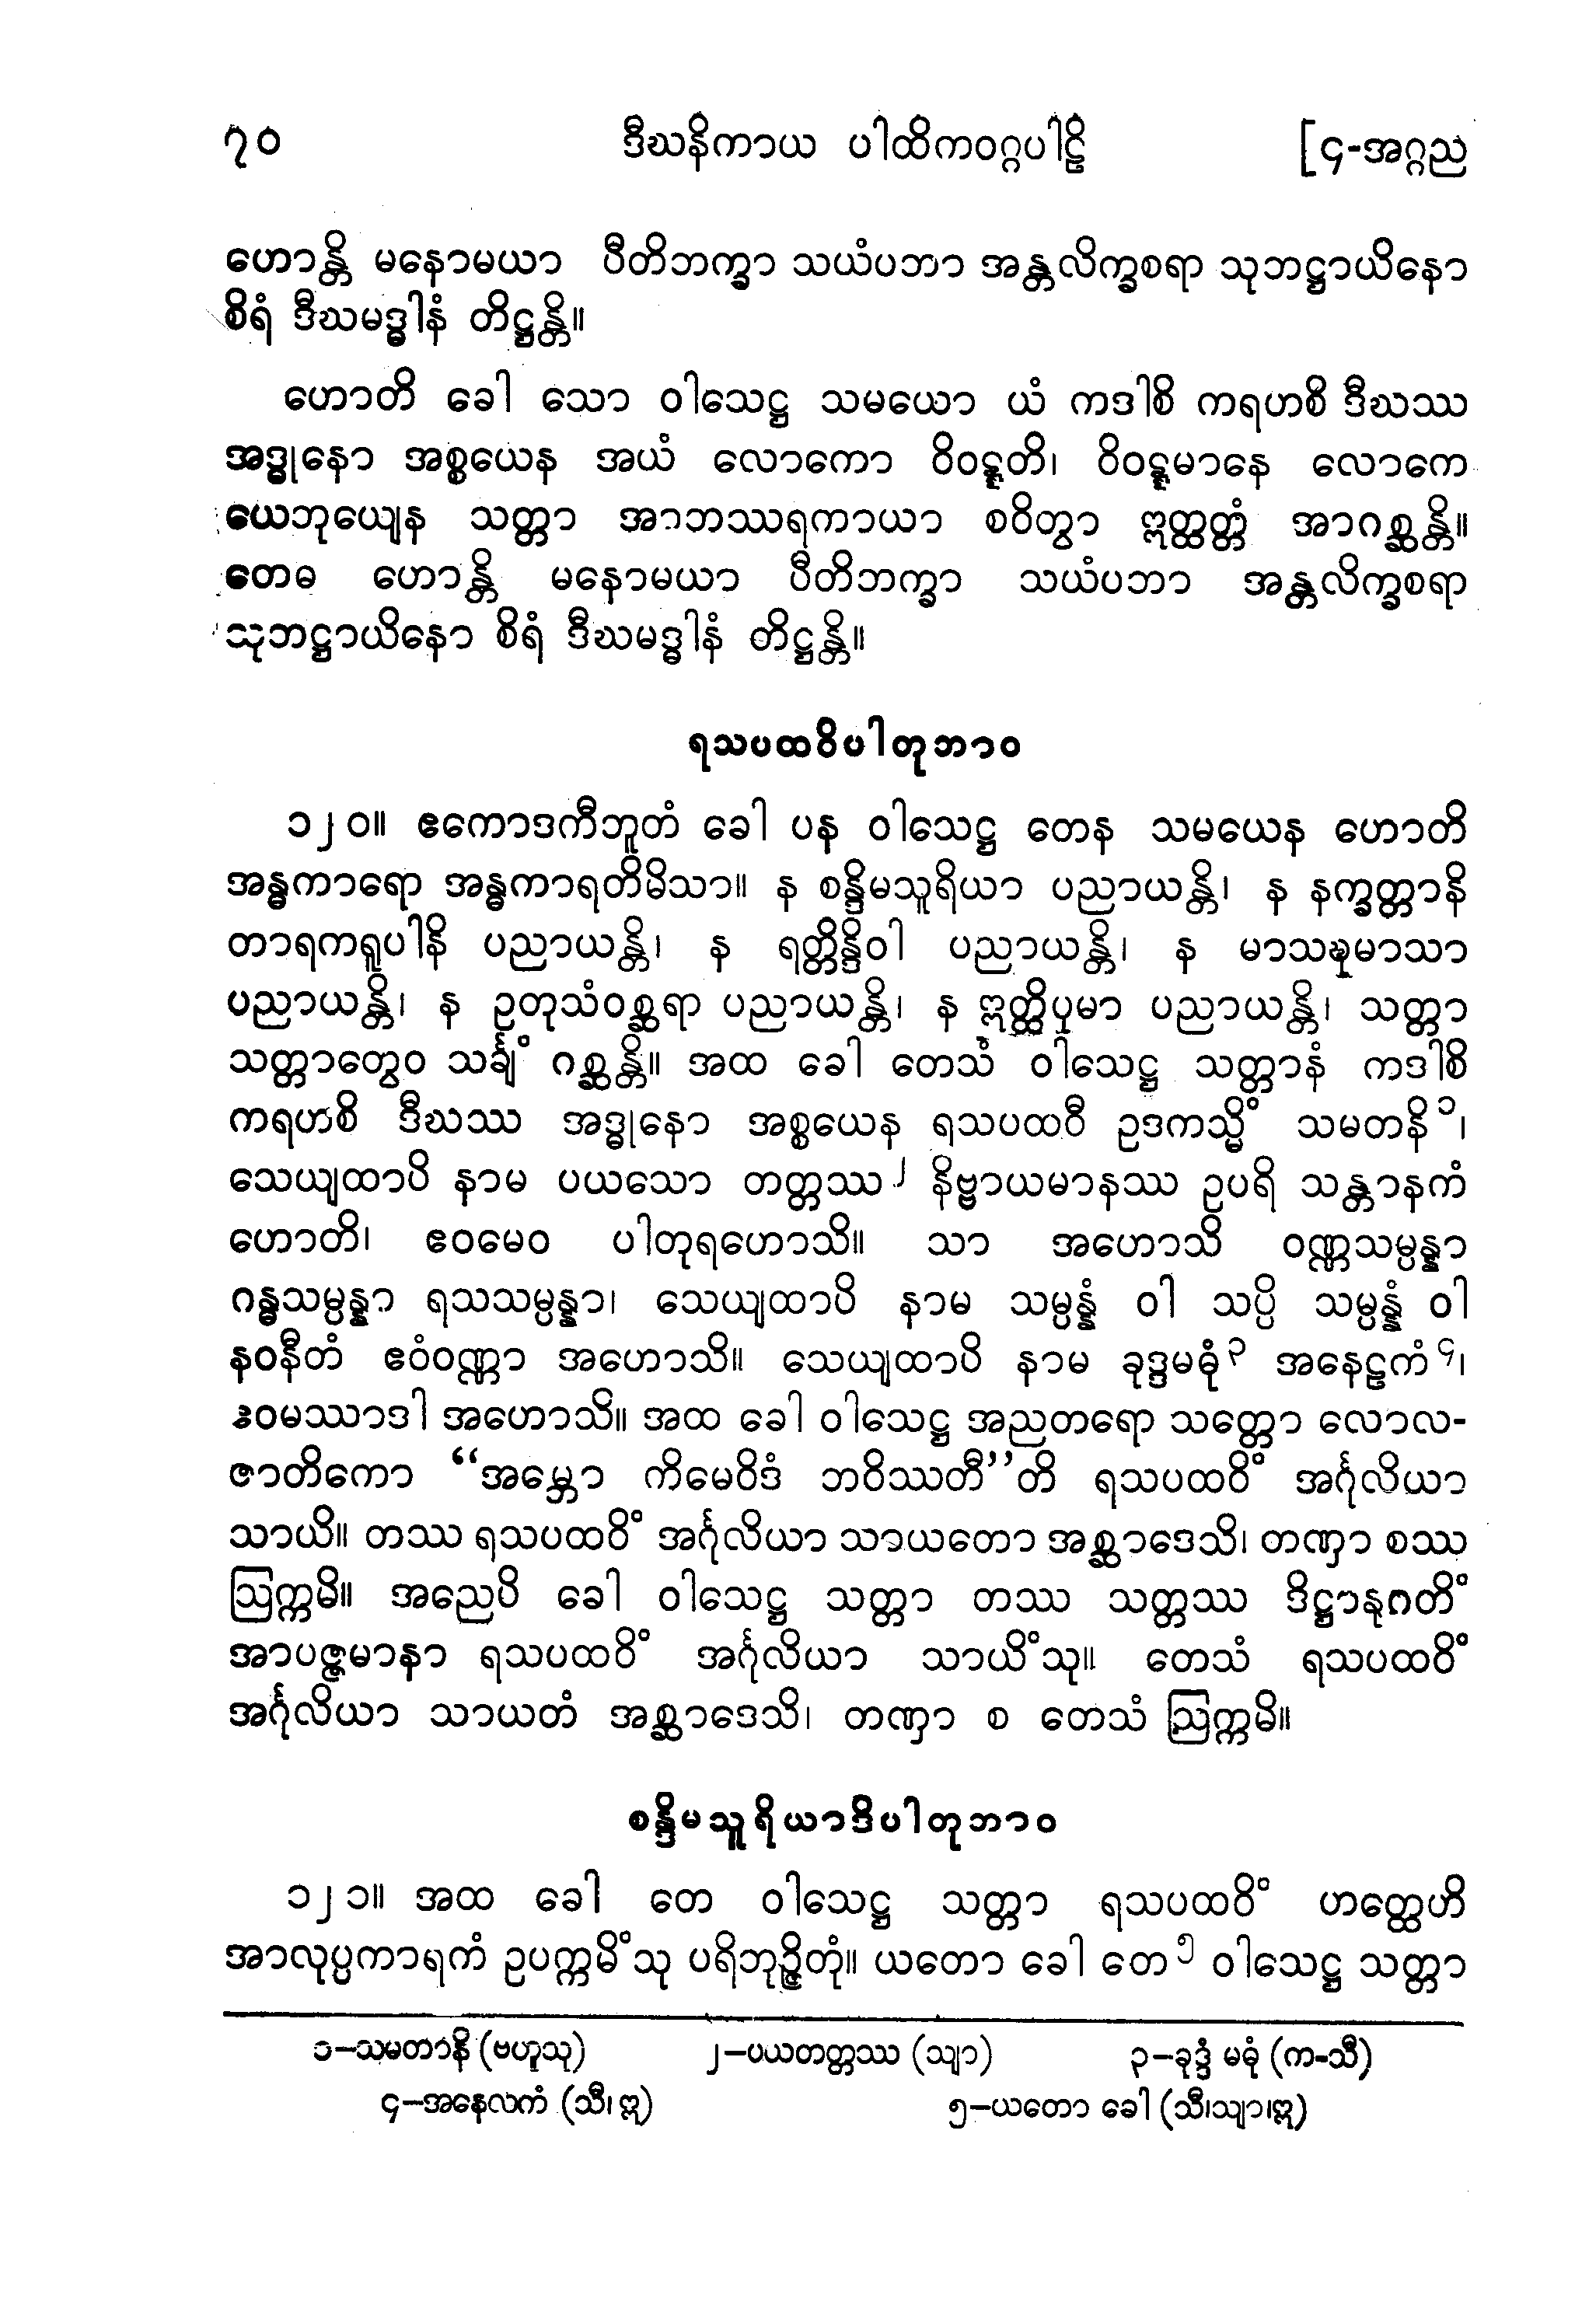 ၇၀ ဒီဃနိကာယ ပါထိကဝဂ္ဂပါဠိ [၄-အဂ္ဂည
ဟောန္တိ မနောမယာ ပီတိဘက္ခာ သယံပဘာ အန္တလိက္ခစရာ သုဘဋ္ဌာယိနော
စိရံ ဒီဃမဒ္ဓါနံ တိဋ္ဌန္တိ။
ဟောတိ ခေါ သော ဝါသေဋ္ဌ သမယော ယံ ကဒါစိ ကရဟစိ ဒီဃဿ
အဒ္ဓုနော အစ္စယေန အယံ လောကော ဝိဝဋ္ဋတိ၊ ဝိဝဋ္ဋမာနေ လောကေ
ယေဘုယျေန သတ္တာ အာဘဿရကာယာ စဝိတွာ ဣတ္ထတ္တံ အာဂစ္ဆန္တိ။
တေဓ ဟောန္တိ မနောမယာ ပီတိဘက္ခာ သယံပဘာ အန္တလိက္ခစရာ
သုဘဋ္ဌာယိနော စိရံ ဒီဃမဒ္ဓါနံ တိဋ္ဌန္တိ။
ရသပထဝိပါတုဘာဝ
၁၂၀။ ဧကောဒကီဘူတံ ခေါ ပန ဝါသေဋ္ဌ တေန သမယေန ဟောတိ
အန္ဓကာရော အန္ဓကာရတိမိသာ။ န စန္ဒိမသူရိယာ ပညာယန္တိ၊ န နက္ခတ္တာနိ
တာရကရူပါနိ ပညာယန္တိ၊ န ရတ္တိန္ဒိဝါ ပညာယန္တိ၊ န မာသဍ္ဎမာသာ
ပညာယန္တိ၊ န ဥတုသံဝစ္ဆရာ ပညာယန္တိ၊ န ဣတ္ထိပုမာ ပညာယန္တိ၊ သတ္တာ
သတ္တာတွေဝ သင်္ချံ ဂစ္ဆန္တိ။ အထ ခေါ တေသံ ဝါသေဋ္ဌ သတ္တာနံ ကဒါစိ
ကရဟစိ ဒီဃဿ အဒ္ဓုနော အစ္စယေန ရသပထဝီ ဥဒကသ္မိံ သမတနိ၁၊
သေယျထာပိ နာမ ပယသော တတ္တဿ၂ နိဗ္ဗာယမာနဿ ဥပရိ သန္တာနကံ
ဟောတိ၊ ဧဝမေဝ ပါတုရဟောသိ။ သာ အဟောသိ ဝဏ္ဏသမ္ပန္နာ
ဂန္ဓသမ္ပန္နာ ရသသမ္ပန္နာ၊ သေယျထာပိ နာမ သမ္ပန္နံ ဝါ သပ္ပိ သမ္ပန္နံ ဝါ
နဝနီတံ ဧဝံဝဏ္ဏာ အဟောသိ။ သေယျထာပိ နာမ ခုဒ္ဒမဓုံ၃ အနေဠကံ၄၊
ဧဝမဿာဒါ အဟောသိ။ အထ ခေါ ဝါသေဋ္ဌ အညတရော သတ္တော လောလ-
ဇာတိကော “အမ္ဘော ကိမေဝိဒံ ဘဝိဿတီ”တိ ရသပထဝိံ အင်္ဂုလိယာ
သာယိ။ တဿ ရသပထဝိံ အင်္ဂုလိယာ သာယတော အစ္ဆာဒေသိ၊ တဏှာ စဿ
ဩက္ကမိ။ အညေပိ ခေါ ဝါသေဋ္ဌ သတ္တာ တဿ သတ္တဿ ဒိဋ္ဌာနုဂတိံ
အာပဇ္ဇမာနာ ရသပထဝိံ အင်္ဂုလိယာ သာယိံသု။ တေသံ ရသပထဝိံ
အင်္ဂုလိယာ သာယတံ အစ္ဆာဒေသိ၊ တဏှာ စ တေသံ ဩက္ကမိ။
စန္ဒိမသူရိယာဒိပါတုဘာဝ
၁၂၁။ အထ ခေါ တေ ဝါသေဋ္ဌ သတ္တာ ရသပထဝိံ ဟတ္ထေဟိ
အာလုပ္ပကာရကံ ဥပက္ကမိံသု ပရိဘုဉ္ဇိတုံ။ ယတော ခေါ တေ၅ ဝါသေဋ္ဌ သတ္တာ
၁–သမတာနိ (ဗဟူသု) ၂–ပယတတ္တဿ (သျာ) ၃–ခုဒ္ဒံ မဓုံ (က-သီ)
၄–အနေလကံ (သီ၊ ဣ) ၅–ယတော ခေါ (သီ၊သျာ၊ဣ)